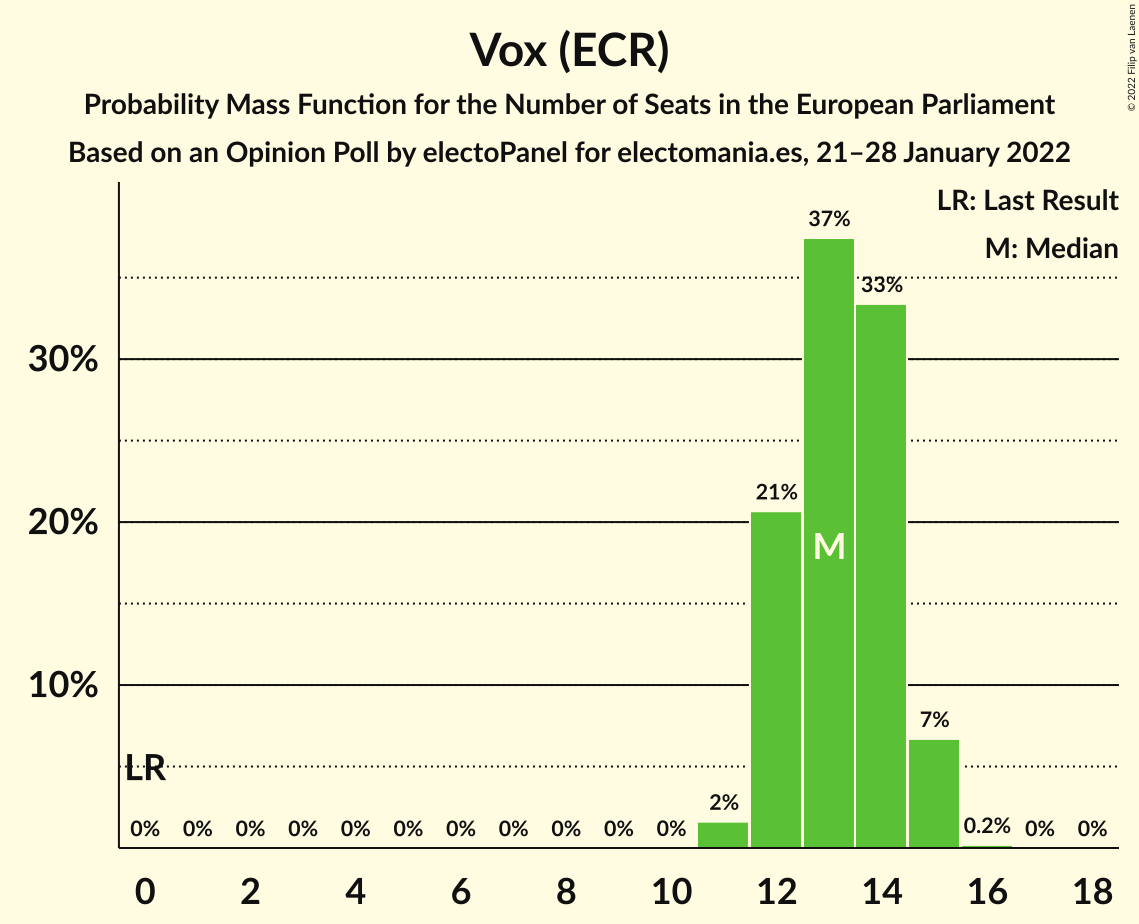 Vox (ECR)
Probability Mass Function for the Number of Seats in the European Parliament
Based on an Opinion Poll by electoPanel for electomania.es, 21–28 January 2022
© 2022 Filip van Laenen
LR: Last Result
M: Median
30%
20%
10%
LR
M
0% 0% 0% 0% 0% 0% 0% 0% 0% 0% 0% 2% 21% 37% 33% 7% 0.2% 0% 0%
0 2 4 6 8 10 12 14 16 18